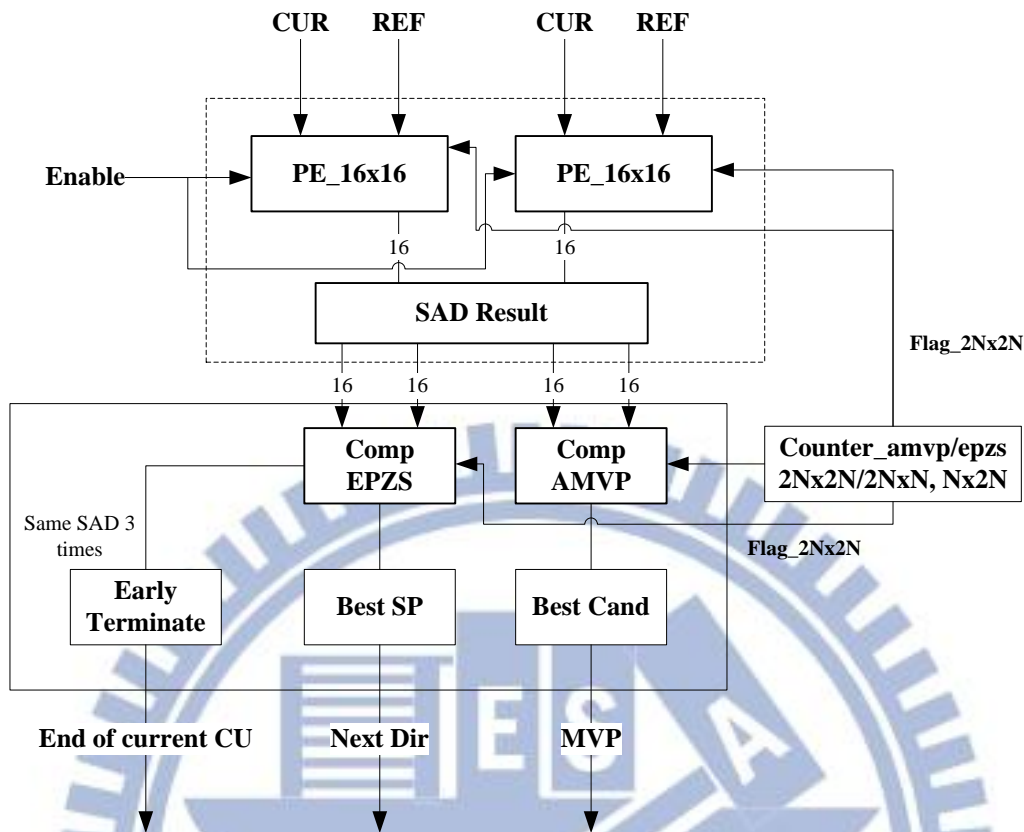 CUR REF CUR REF
Enable
PE_16x16 PE_16x16
16 16
SAD Result
Flag_2Nx2N
16 16 16 16
Comp
EPZS
Comp
AMVP
Counter_amvp/epzs
2Nx2N/2NxN, Nx2N
Same SAD 3
times
Flag_2Nx2N
Early
Terminate
Best SP
Best Cand
End of current CU Next Dir MVP
E S A